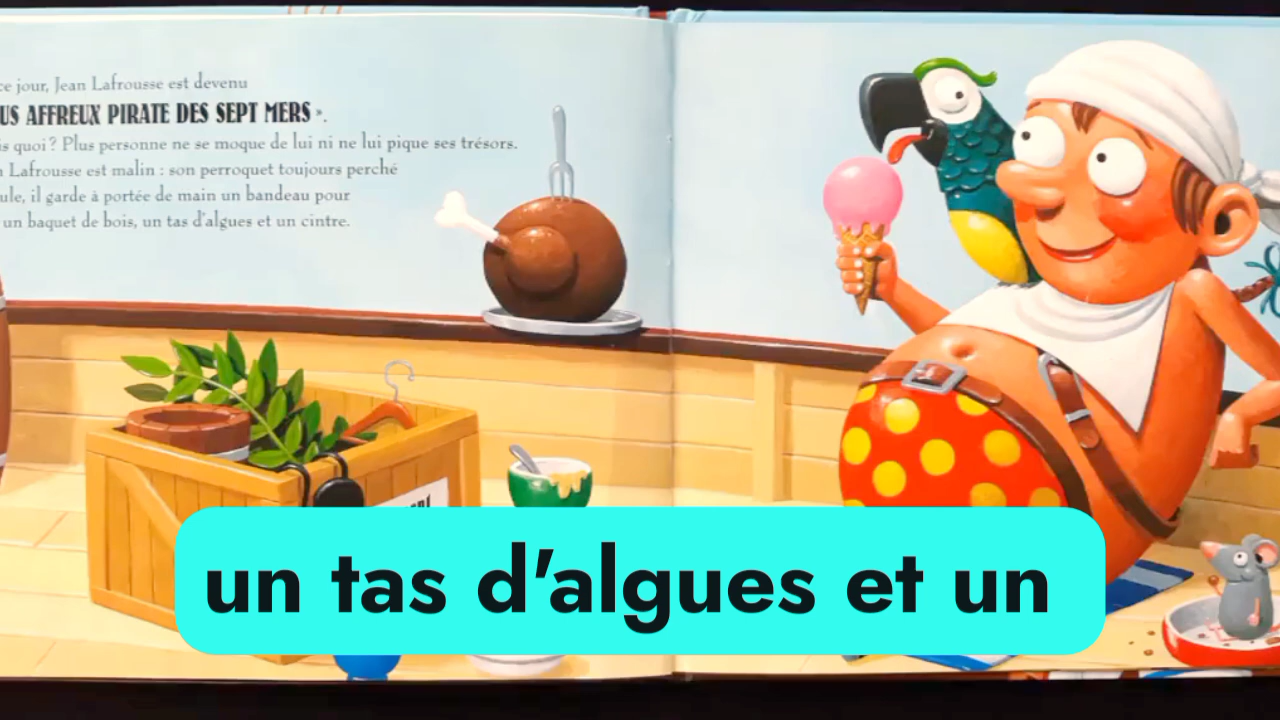 ce jour, Jean Lafrousse est devenu
US AFFREUX PIRATE DES SEPT MERS ».
is quoi ? Plus personne ne se moque de lui ni ne lui pique ses trésors.
n Lafrousse est malin : son perroquet toujours perché
ule, il garde à portée de main un bandeau pour
un baquet de bois, un tas d'algues et un cintre.
un tas d'algues et un